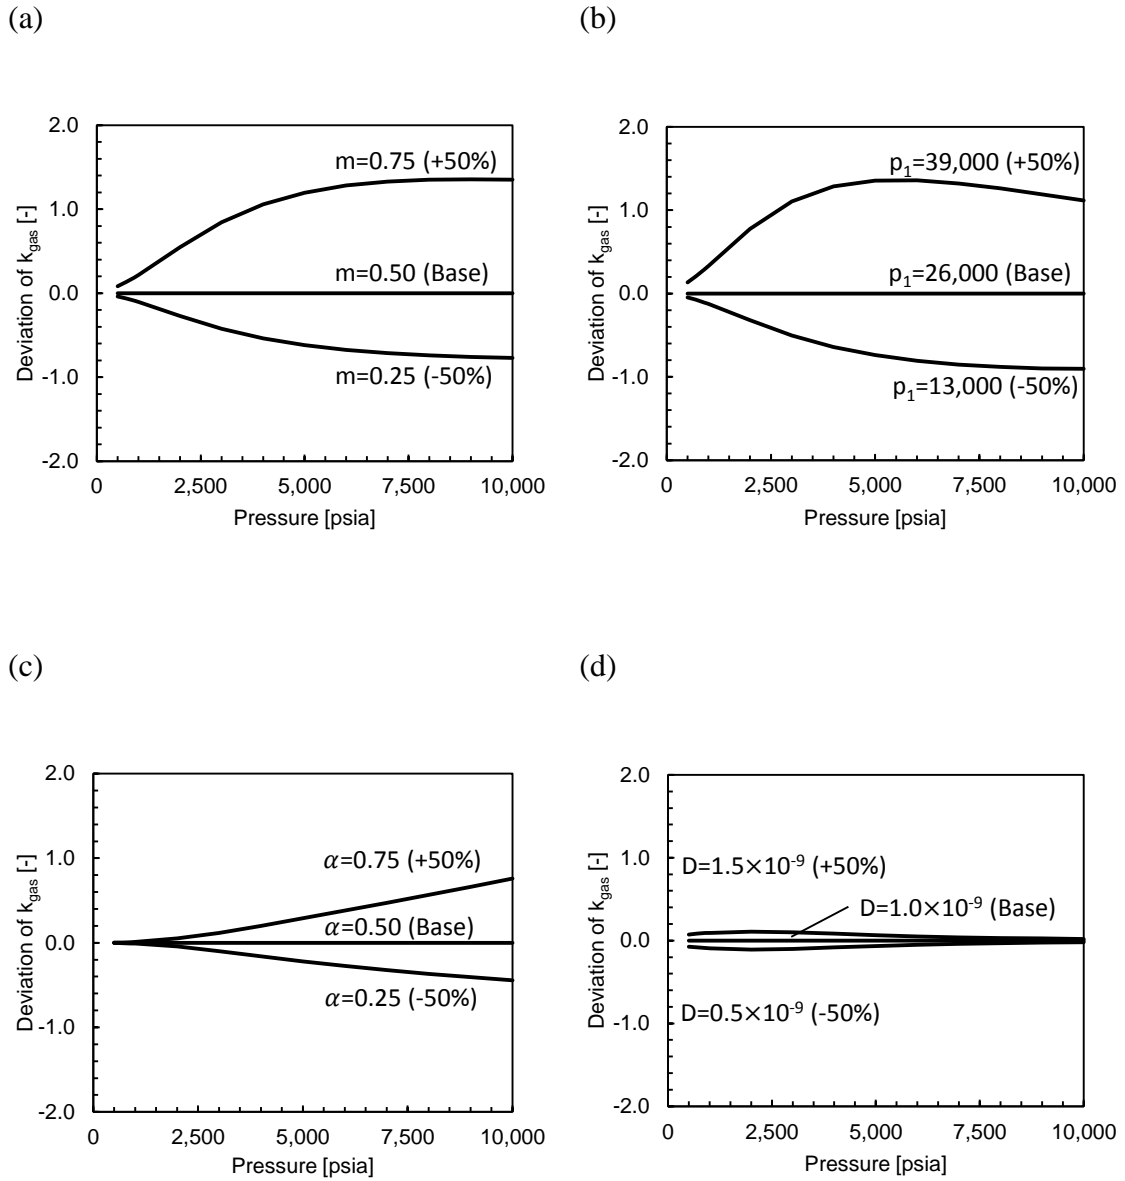 (a)
2.0
1.0
0.0
-1.0
-2.0
Deviation of kgas [-]
m=0.75 (+50%)
m=0.50 (Base)
m=0.25 (-50%)
0 2,500 5,000 7,500 10,000
Pressure [psia]
(b)
2.0
1.0
0.0
-1.0
-2.0
Deviation of kgas [-]
p1=39,000 (+50%)
p1=26,000 (Base)
p1=13,000 (-50%)
0 2,500 5,000 7,500 10,000
Pressure [psia]
(c)
2.0
1.0
0.0
-1.0
-2.0
Deviation of kgas [-]
α=0.75 (+50%)
α=0.50 (Base)
α=0.25 (-50%)
0 2,500 5,000 7,500 10,000
Pressure [psia]
(d)
2.0
1.0
0.0
-1.0
-2.0
Deviation of kgas [-]
D=1.5×10-9 (+50%)
D=1.0×10-9 (Base)
D=0.5×10-9 (-50%)
0 2,500 5,000 7,500 10,000
Pressure [psia]